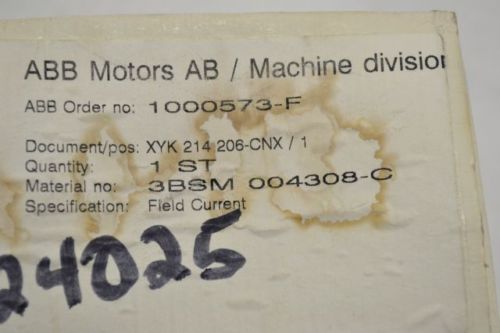 ABB Motors AB / Machine division
ABB Order no: 1000573-F
Document/pos: XYK 214 206-CNX / 1
Quantity: 1 ST
Material no: 3BSM 004308-C
Specification: Field Current
24025